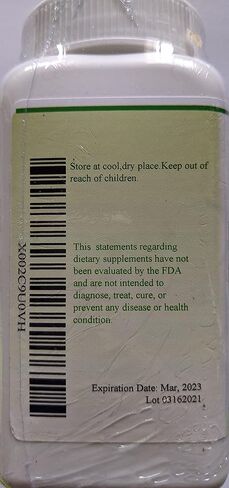 Store at cool,dry place.Keep out of
reach of children.
X002C9U0VH
This statements regarding
dietary supplements have not
been evaluated by the FDA
and are not intended to
diagnose, treat, cure, or
prevent any disease or health
condition.
Expiration Date: Mar, 2023
Lot 03162021